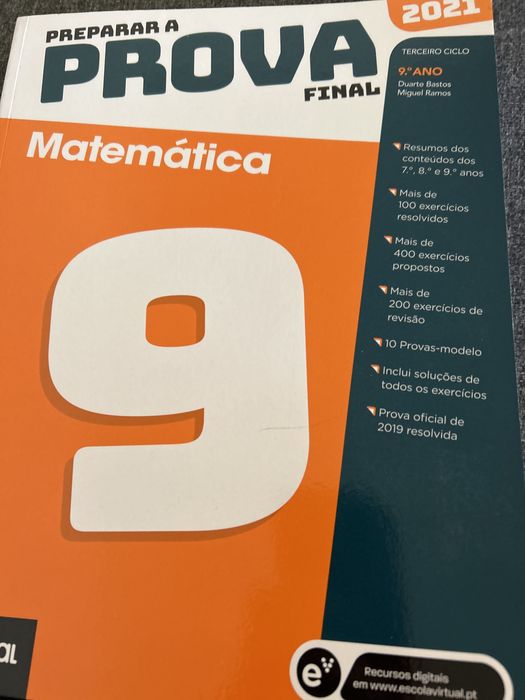 2021
PREPARAR A
PROVA
FINAL
TERCEIRO CICLO
9.º ANO
Duarte Bastos
Miguel Ramos
Matemática
9
Resumos dos
conteúdos dos
7.º, 8.º e 9.º anos
Mais de
100 exercícios
resolvidos
Mais de
400 exercícios
propostos
Mais de
200 exercícios de
revisão
10 Provas-modelo
Inclui soluções de
todos os exercícios
Prova oficial de
2019 resolvida
al
e
Recursos digitais
em www.escolavirtual.pt